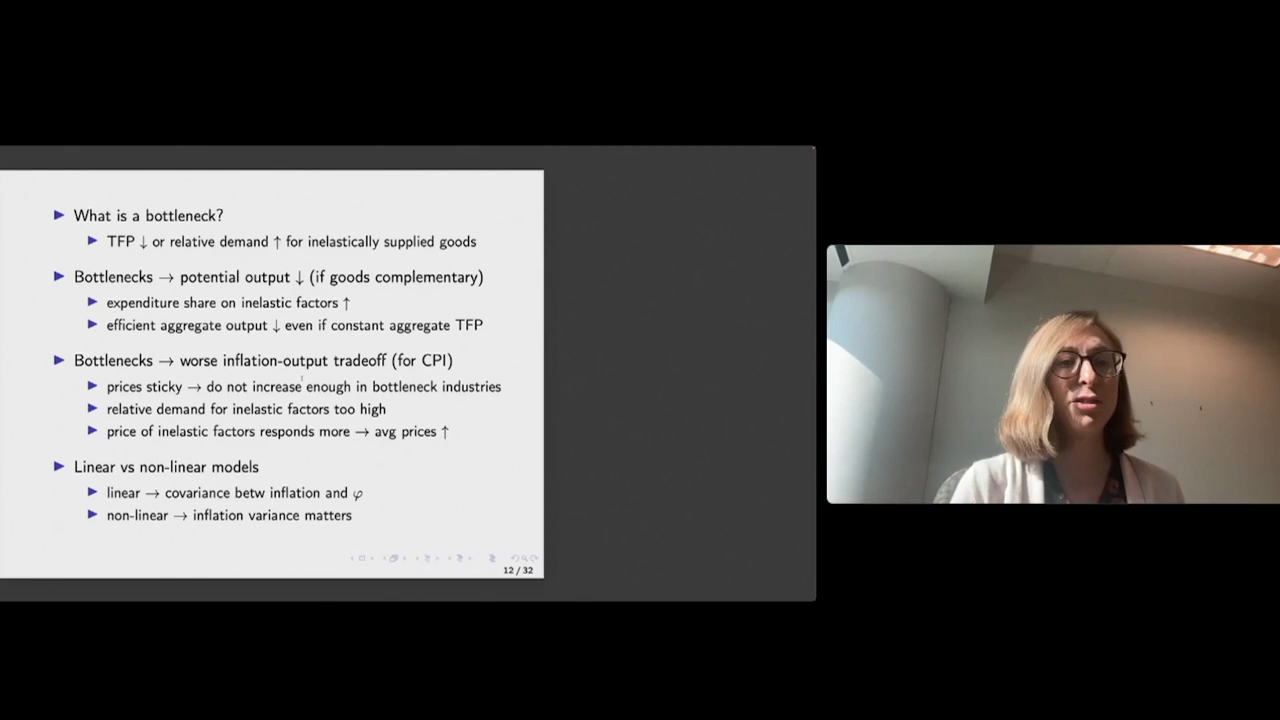 What is a bottleneck?
TFP ↓ or relative demand ↑ for inelastically supplied goods
Bottlenecks → potential output ↓ (if goods complementary)
expenditure share on inelastic factors ↑
efficient aggregate output ↓ even if constant aggregate TFP
Bottlenecks → worse inflation-output tradeoff (for CPI)
prices sticky → do not increase enough in bottleneck industries
relative demand for inelastic factors too high
price of inelastic factors responds more → avg prices ↑
Linear vs non-linear models
linear → covariance betw inflation and φ
non-linear → inflation variance matters
12 / 32